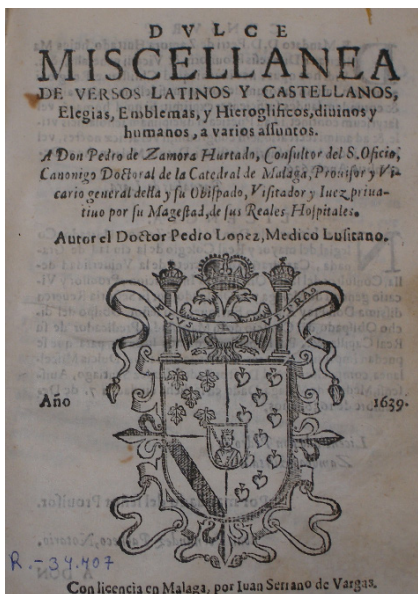 DVLCE
MISCELLANEA
DE VERSOS LATINOS Y CASTELLANOS,
Elegias, Emblemas, y Hieroglificos, diuinos y
humanos, a varios assuntos.
A Don Pedro de Zamora Hurtado, Consultor del S. Oficio,
Canonigo Doctoral de la Catedral de Malaga, Prouisor y Vi-
cario general della y su Obispado, Visitador y Iuez priua-
tiuo por su Magestad, de sus Reales Hospitales.
Autor el Doctor Pedro Lopez, Medico Lusitano.
PLVS VLTRA
Año 1639.
R.-34.407
Con licencia en Malaga, por Iuan Serrano de Vargas.